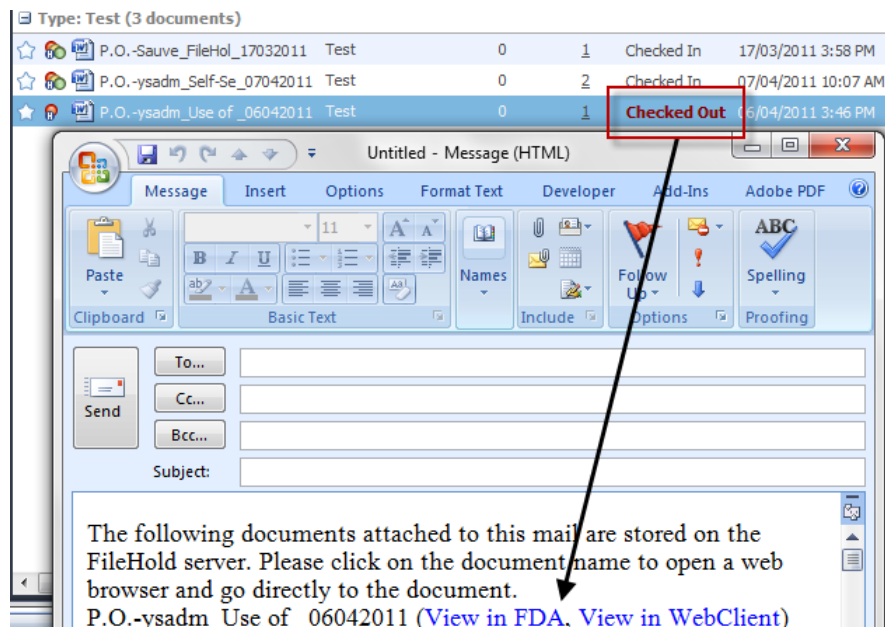 Type: Test (3 documents)
P.O.-Sauve_FileHol_17032011 Test 0 1 Checked In 17/03/2011 3:58 PM
P.O.-ysadm_Self-Se_07042011 Test 0 2 Checked In 07/04/2011 10:07 AM
P.O.-ysadm_Use of _06042011 Test 0 1 Checked Out 06/04/2011 3:46 PM
Untitled - Message (HTML)
Message Insert Options Format Text Developer Add-Ins Adobe PDF
11 A A ABC
B I U
Paste ab A Aa Names Follow Up Spelling
Clipboard Basic Text Include Options Proofing
To...
Send Cc...
Bcc...
Subject:
The following documents attached to this mail are stored on the
FileHold server. Please click on the document name to open a web
browser and go directly to the document.
P.O.-ysadm_Use of _06042011 (View in FDA, View in WebClient)